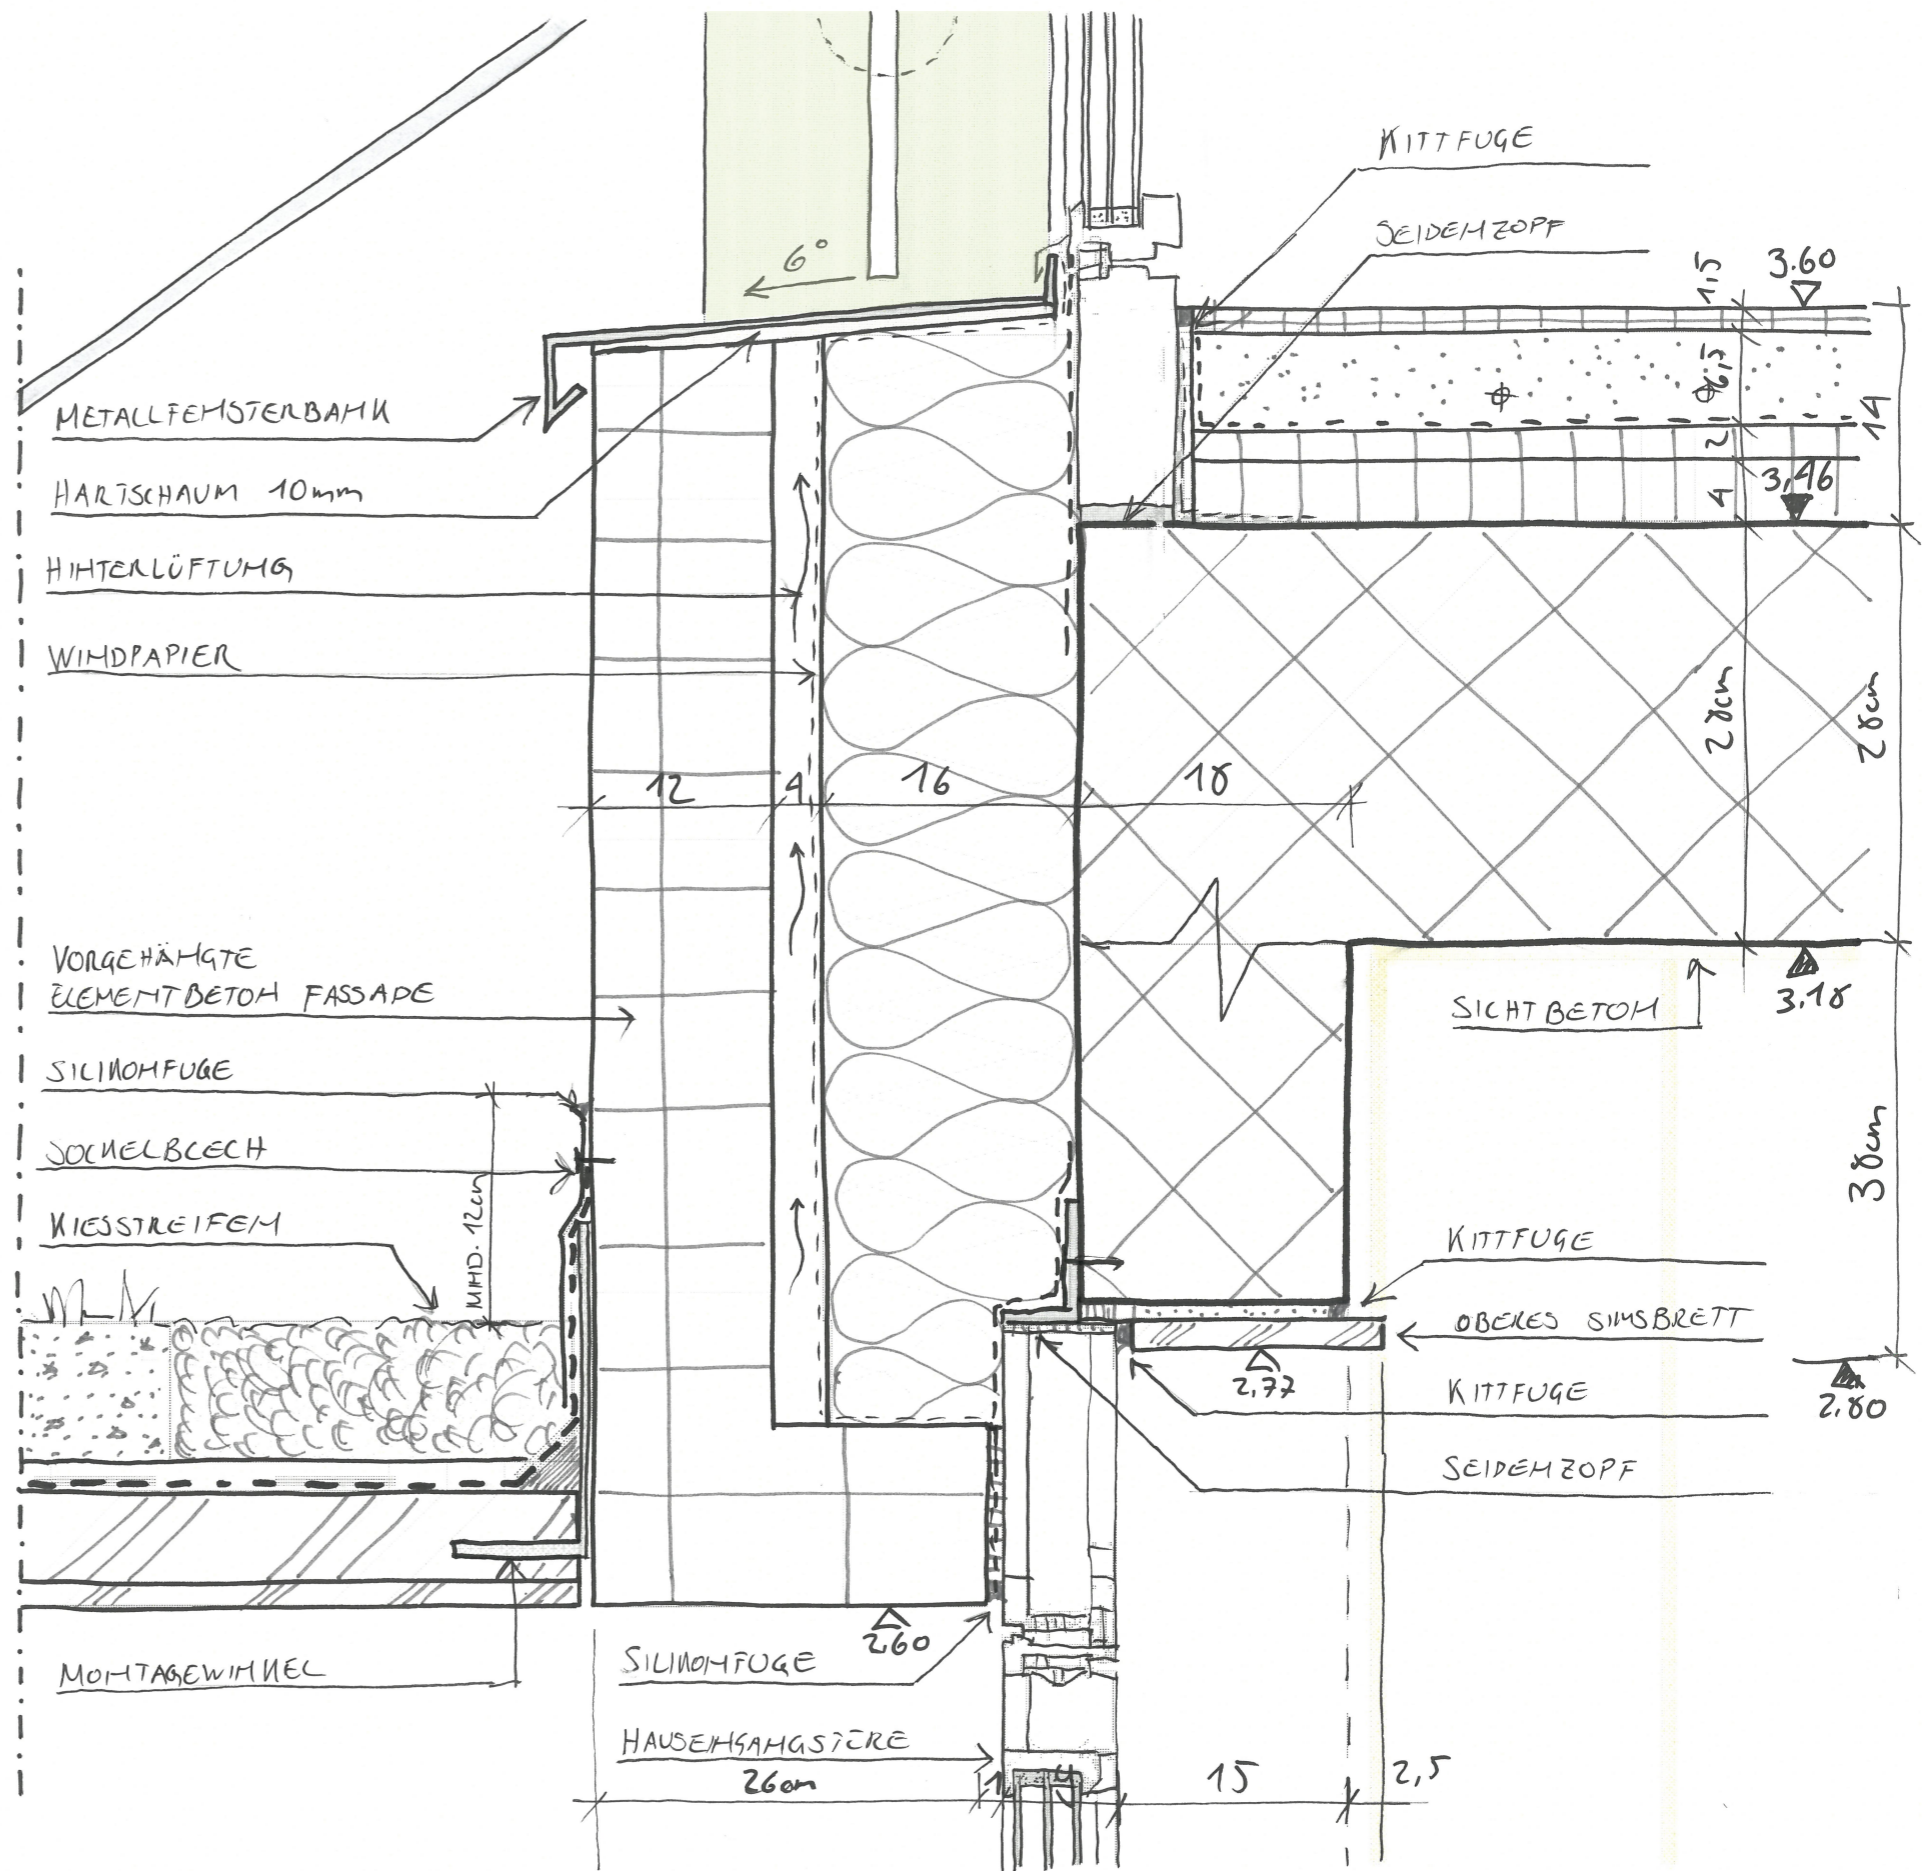 KITTFUGE
SEIDENZOPF
6°
1,5
3.60
6,5
14
2
3,46
4
METALLFENSTERBANK
HARTSCHAUM 10mm
HINTERLÜFTUNG
WINDPAPIER
28cm
28cm
12
4
16
18
VORGEHÄNGTE
ELEMENTBETON FASSADE
SICHTBETON
3.18
SILIKONFUGE
SOCKELBLECH
MIND. 12cm
38cm
KIESSTREIFEN
KITTFUGE
OBERES SIMSBRETT
2,77
KITTFUGE
2,80
SEIDENZOPF
2,60
SILIKONFUGE
MONTAGEWINKEL
HAUSEINGANGSTÜRE
26cm
1
15
2,5